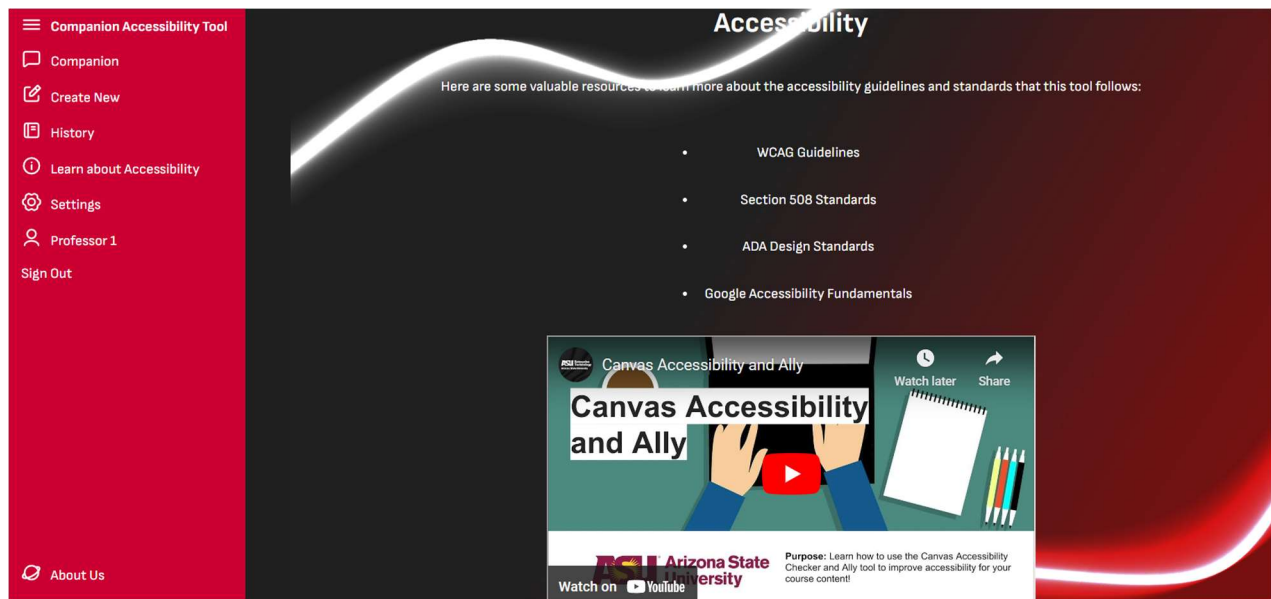 Companion Accessibility Tool
Companion
Create New
History
Learn about Accessibility
Settings
Professor 1
Sign Out
About Us
Accessibility
Here are some valuable resources to learn more about the accessibility guidelines and standards that this tool follows:
• WCAG Guidelines
• Section 508 Standards
• ADA Design Standards
• Google Accessibility Fundamentals
Canvas Accessibility and Ally
Watch later
Share
Canvas Accessibility
and Ally
ASU Arizona State
University
Purpose: Learn how to use the Canvas Accessibility
Checker and Ally tool to improve accessibility for your
course content!
Watch on YouTube